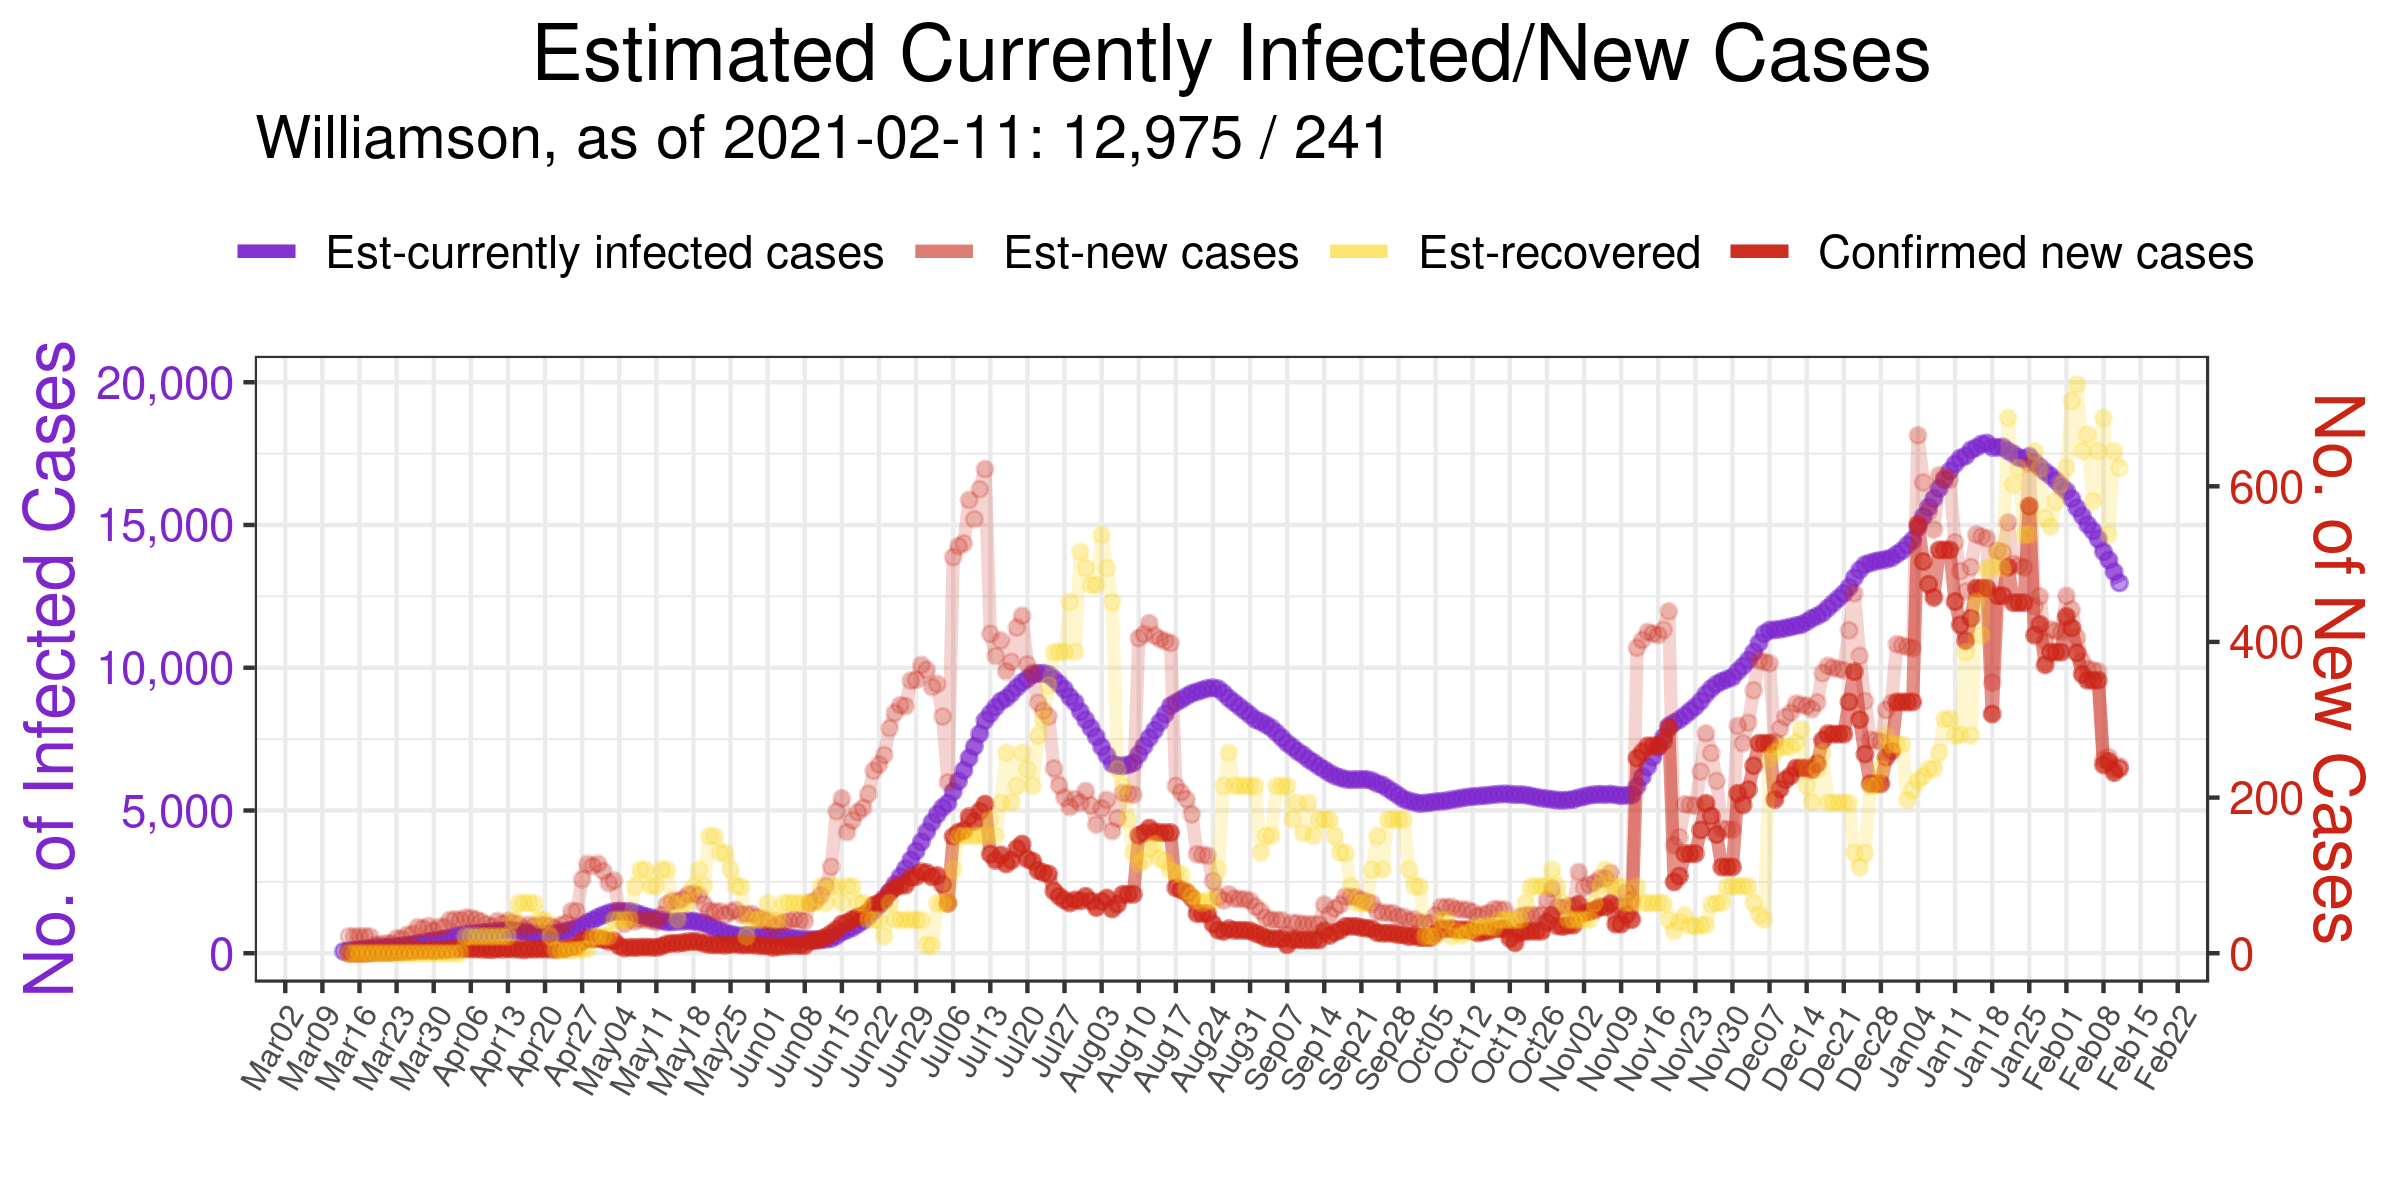 Estimated Currently Infected/New Cases
Williamson, as of 2021-02-11: 12,975 / 241
Est-currently infected cases Est-new cases Est-recovered Confirmed new cases
No. of Infected Cases
20,000
15,000
10,000
5,000
0
600
400
200
0
No. of New Cases
Mar02 Mar09 Mar16 Mar23 Mar30 Apr06 Apr13 Apr20 Apr27 May04 May11 May18 May25 Jun01 Jun08 Jun15 Jun22 Jun29 Jul06 Jul13 Jul20 Jul27 Aug03 Aug10 Aug17 Aug24 Aug31 Sep07 Sep14 Sep21 Sep28 Oct05 Oct12 Oct19 Oct26 Nov02 Nov09 Nov16 Nov23 Nov30 Dec07 Dec14 Dec21 Dec28 Jan04 Jan11 Jan18 Jan25 Feb01 Feb08 Feb15 Feb22